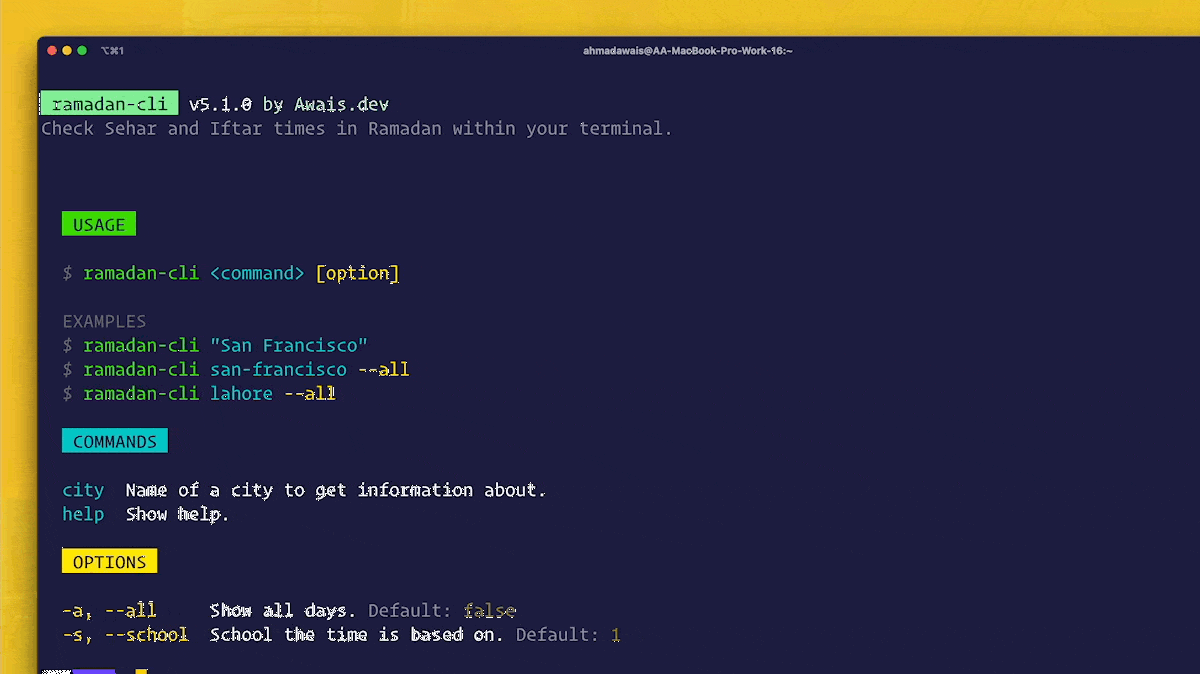 ⌥⌘1 ahmadawais@AA-MacBook-Pro-Work-16:~
ramadan-cli v5.1.0 by Awais.dev
Check Sehar and Iftar times in Ramadan within your terminal.
USAGE
$ ramadan-cli <command> [option]
EXAMPLES
$ ramadan-cli "San Francisco"
$ ramadan-cli san-francisco --all
$ ramadan-cli lahore --all
COMMANDS
city Name of a city to get information about.
help Show help.
OPTIONS
-a, --all Show all days. Default: false
-s, --school School the time is based on. Default: 1